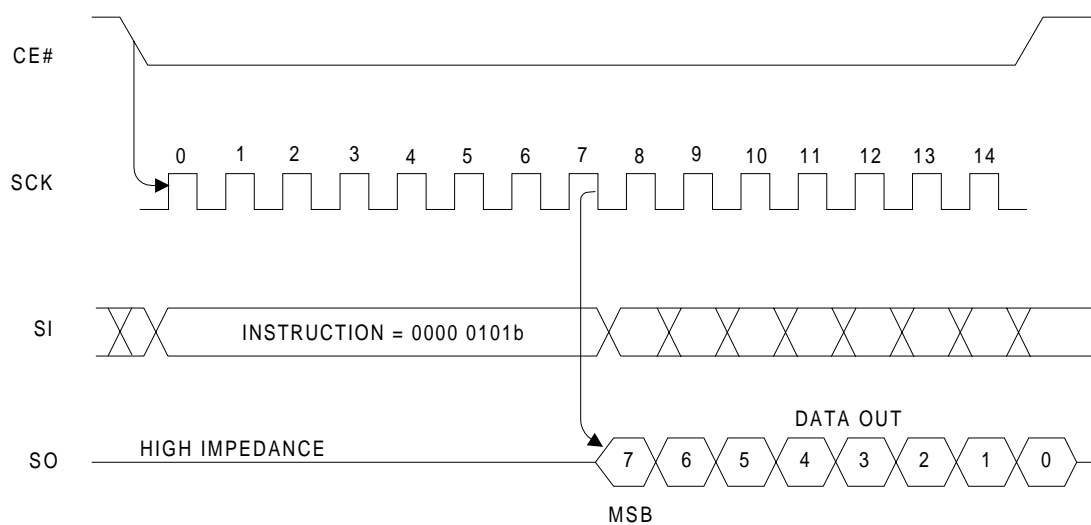 CE#
0 1 2 3 4 5 6 7 8 9 10 11 12 13 14
SCK
SI
INSTRUCTION = 0000 0101b
DATA OUT
HIGH IMPEDANCE
SO
7 6 5 4 3 2 1 0
MSB